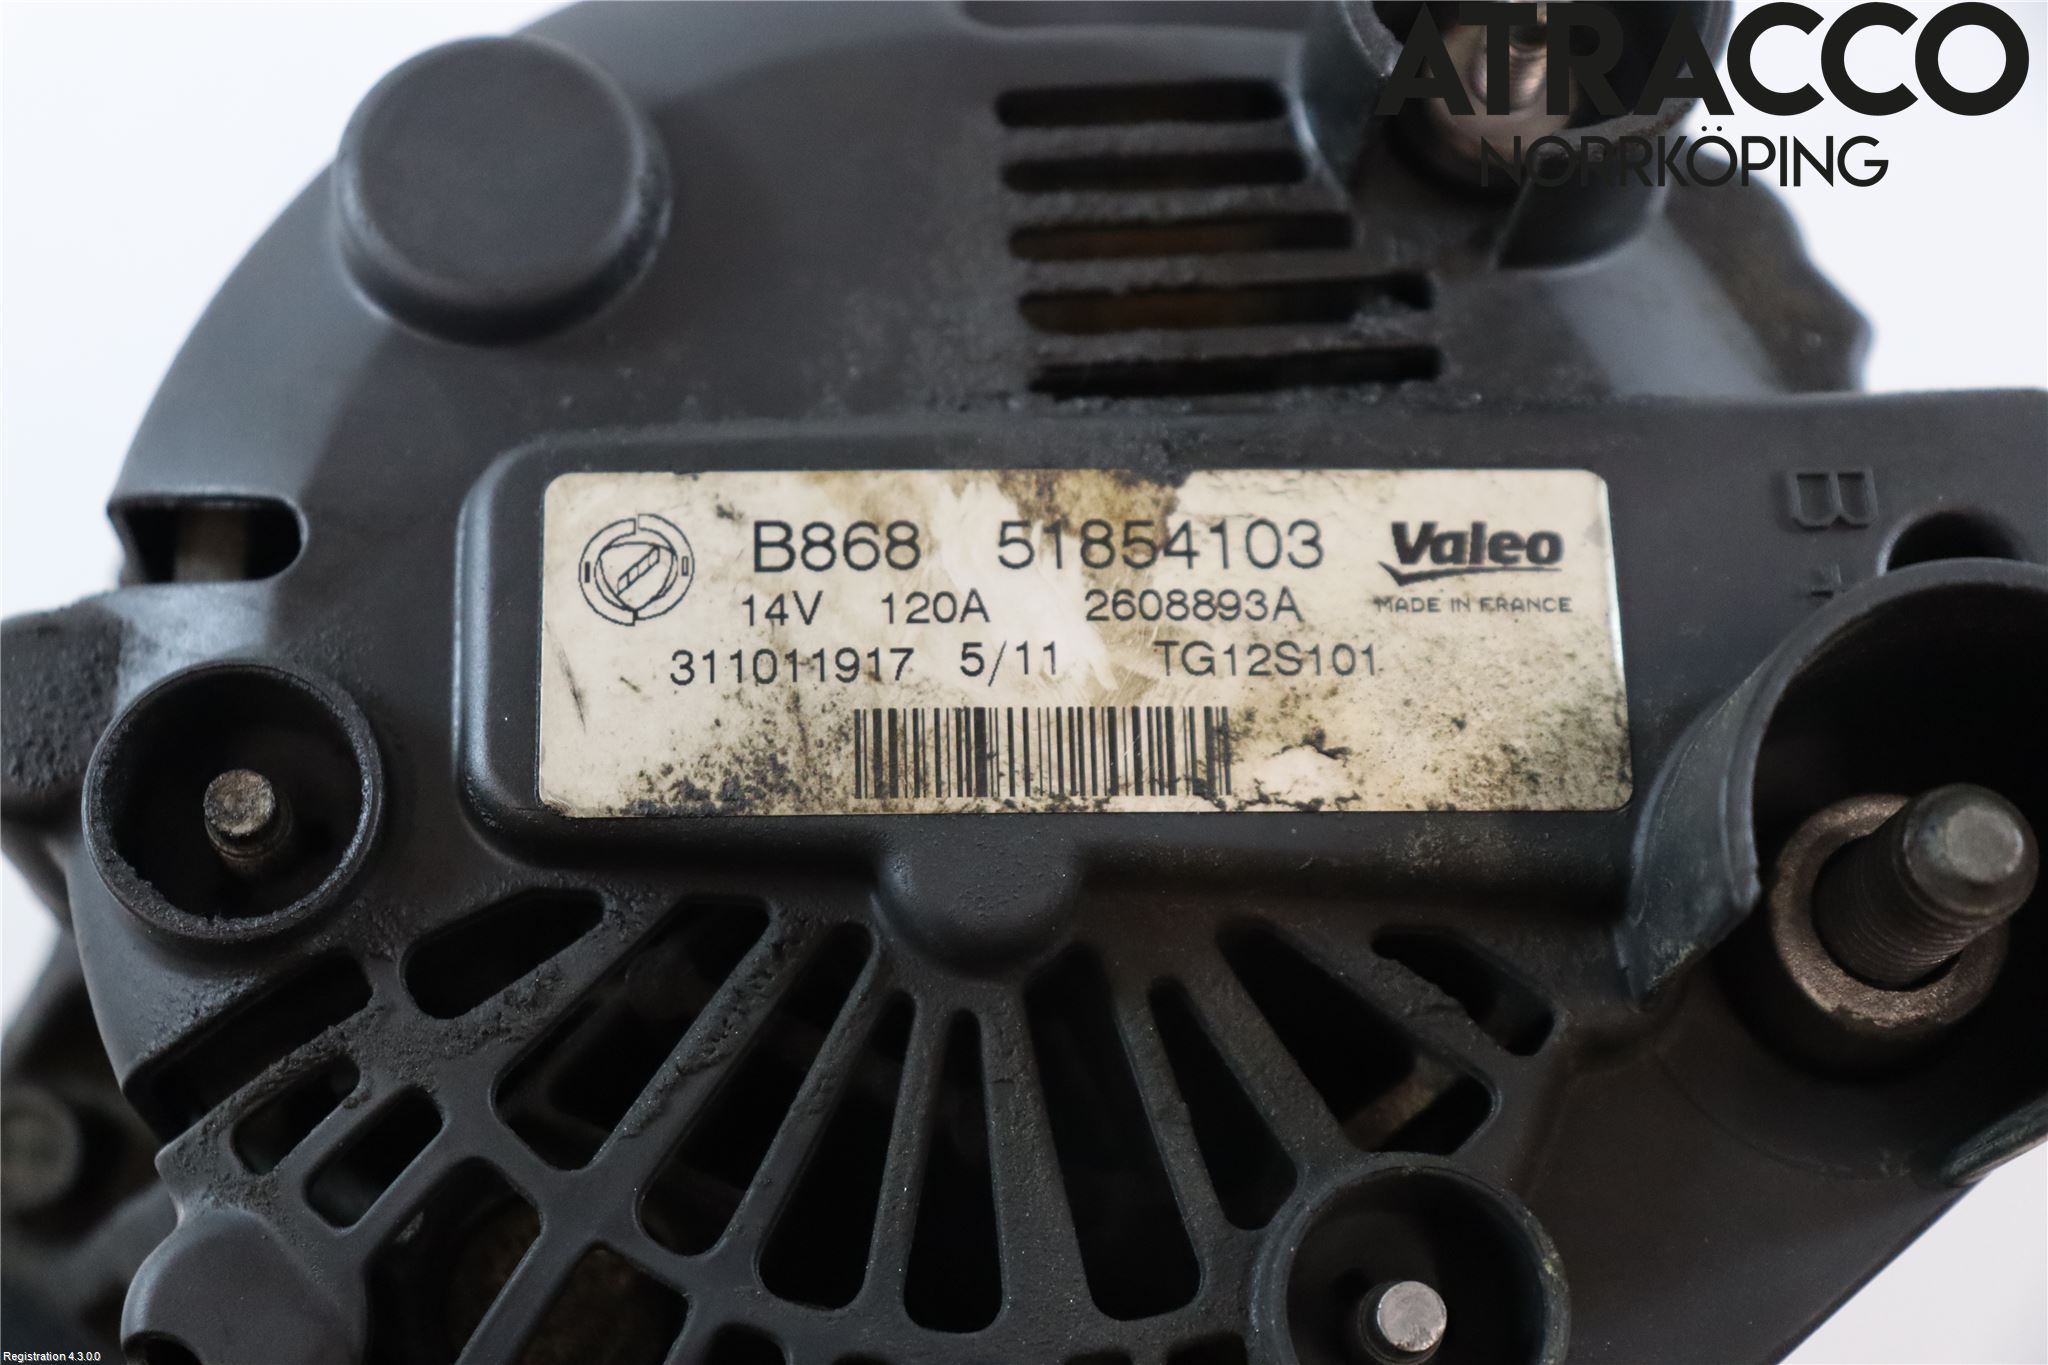 ATRACCO
NORRKÖPING
B868 51854103 Valeo
14V 120A 2608893A MADE IN FRANCE
311011917 5/11 TG12S101
B+
Registration 4.3.0.0